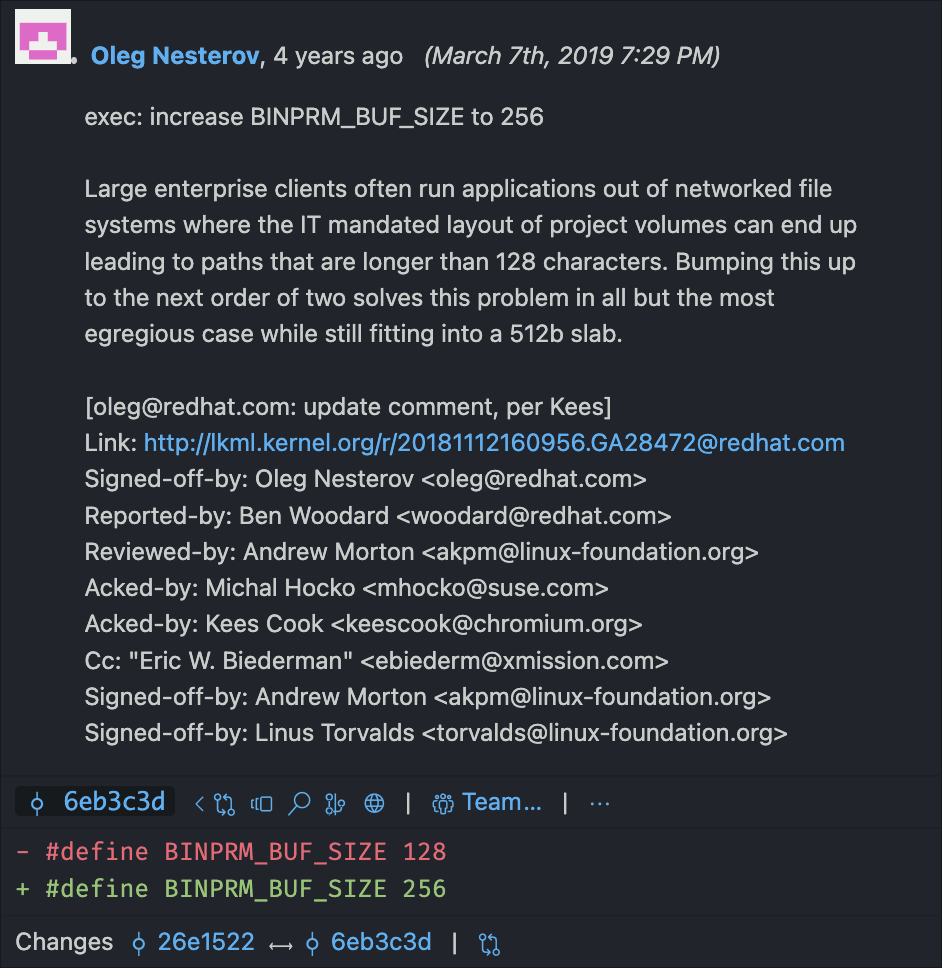 Oleg Nesterov, 4 years ago (March 7th, 2019 7:29 PM)
exec: increase BINPRM_BUF_SIZE to 256
Large enterprise clients often run applications out of networked file
systems where the IT mandated layout of project volumes can end up
leading to paths that are longer than 128 characters. Bumping this up
to the next order of two solves this problem in all but the most
egregious case while still fitting into a 512b slab.
[oleg@redhat.com: update comment, per Kees]
Link: http://lkml.kernel.org/r/20181112160956.GA28472@redhat.com
Signed-off-by: Oleg Nesterov <oleg@redhat.com>
Reported-by: Ben Woodard <woodard@redhat.com>
Reviewed-by: Andrew Morton <akpm@linux-foundation.org>
Acked-by: Michal Hocko <mhocko@suse.com>
Acked-by: Kees Cook <keescook@chromium.org>
Cc: "Eric W. Biederman" <ebiederm@xmission.com>
Signed-off-by: Andrew Morton <akpm@linux-foundation.org>
Signed-off-by: Linus Torvalds <torvalds@linux-foundation.org>
6eb3c3d | Team... | ...
- #define BINPRM_BUF_SIZE 128
+ #define BINPRM_BUF_SIZE 256
Changes 26e1522 ⟷ 6eb3c3d |